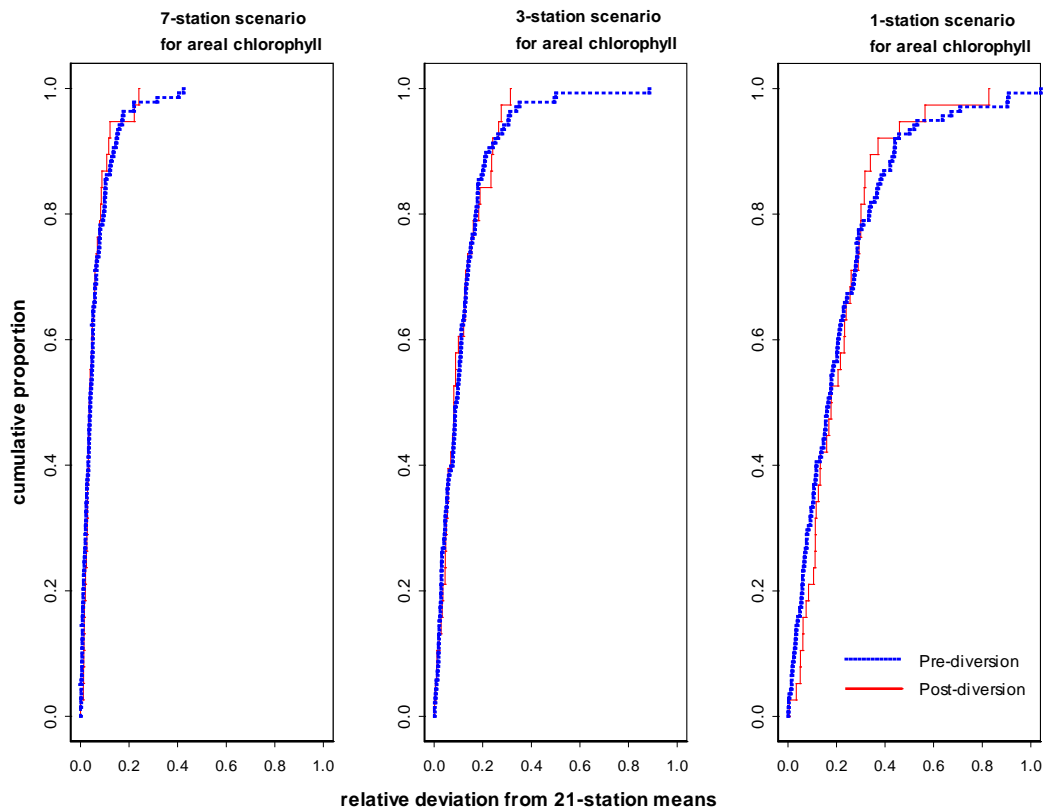 7-station scenario
for areal chlorophyll
3-station scenario
for areal chlorophyll
1-station scenario
for areal chlorophyll
cumulative proportion
1.0
0.8
0.6
0.4
0.2
0.0
0.0 0.2 0.4 0.6 0.8 1.0
1.0
0.8
0.6
0.4
0.2
0.0
0.0 0.2 0.4 0.6 0.8 1.0
1.0
0.8
0.6
0.4
0.2
0.0
0.0 0.2 0.4 0.6 0.8 1.0
Pre-diversion
Post-diversion
relative deviation from 21-station means